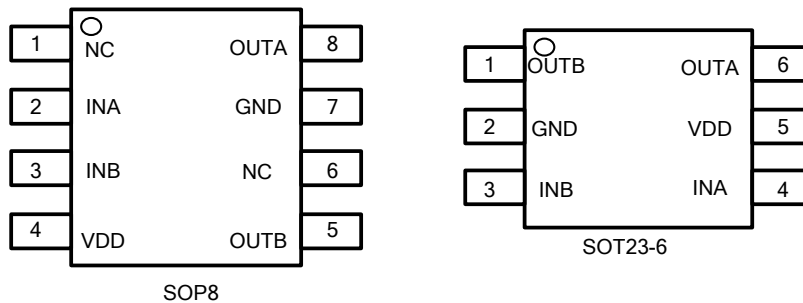 1 NC OUTA 8
2 INA GND 7
3 INB NC 6
4 VDD OUTB 5
SOP8
1 OUTB OUTA 6
2 GND VDD 5
3 INB INA 4
SOT23-6